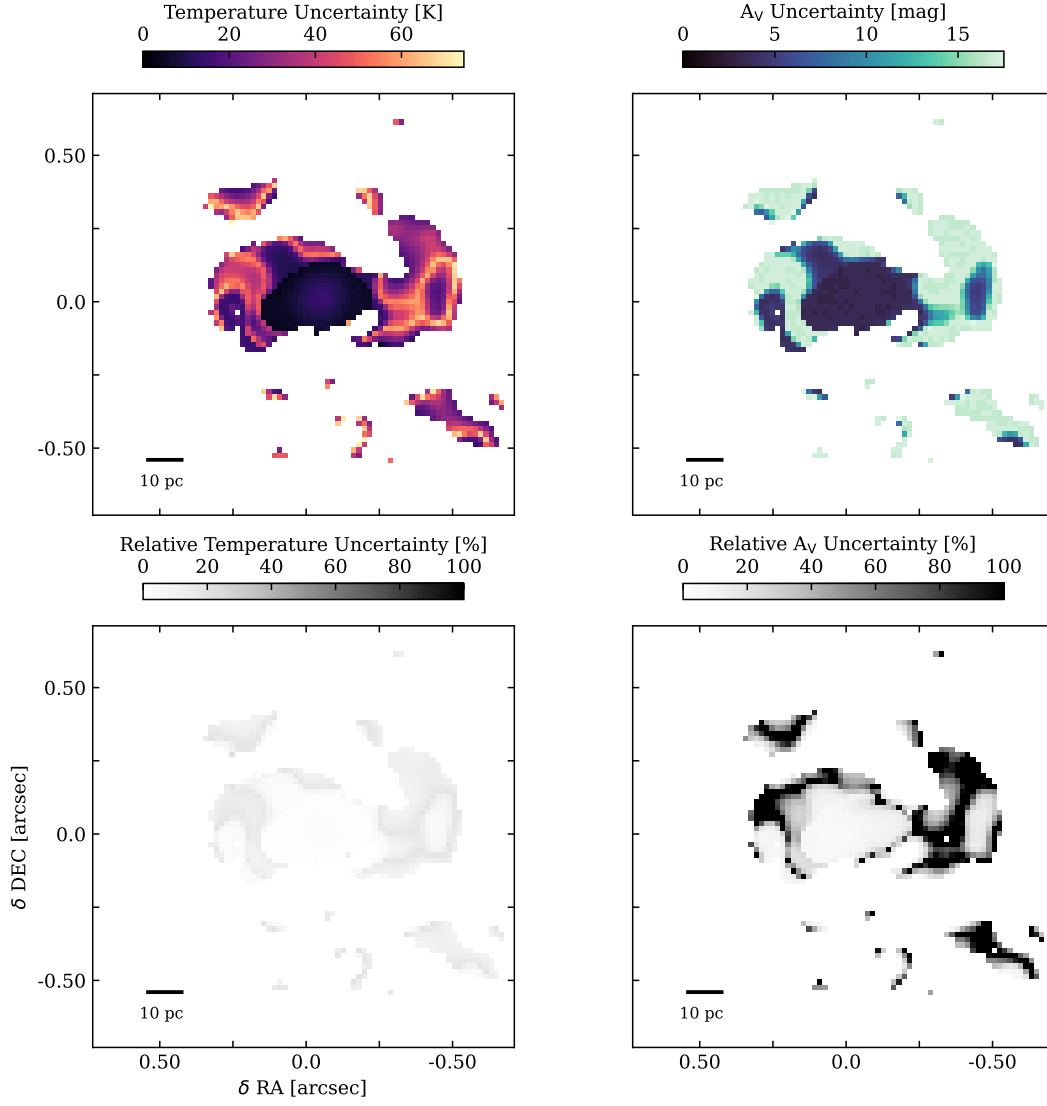 Temperature Uncertainty [K]
0 20 40 60
A_V Uncertainty [mag]
0 5 10 15
0.50
0.0
-0.50
10 pc
10 pc
Relative Temperature Uncertainty [%]
0 20 40 60 80 100
Relative A_V Uncertainty [%]
0 20 40 60 80 100
0.50
0.0
-0.50
δ DEC [arcsec]
10 pc
10 pc
0.50 0.0 -0.50
δ RA [arcsec]
0.50 0.0 -0.50